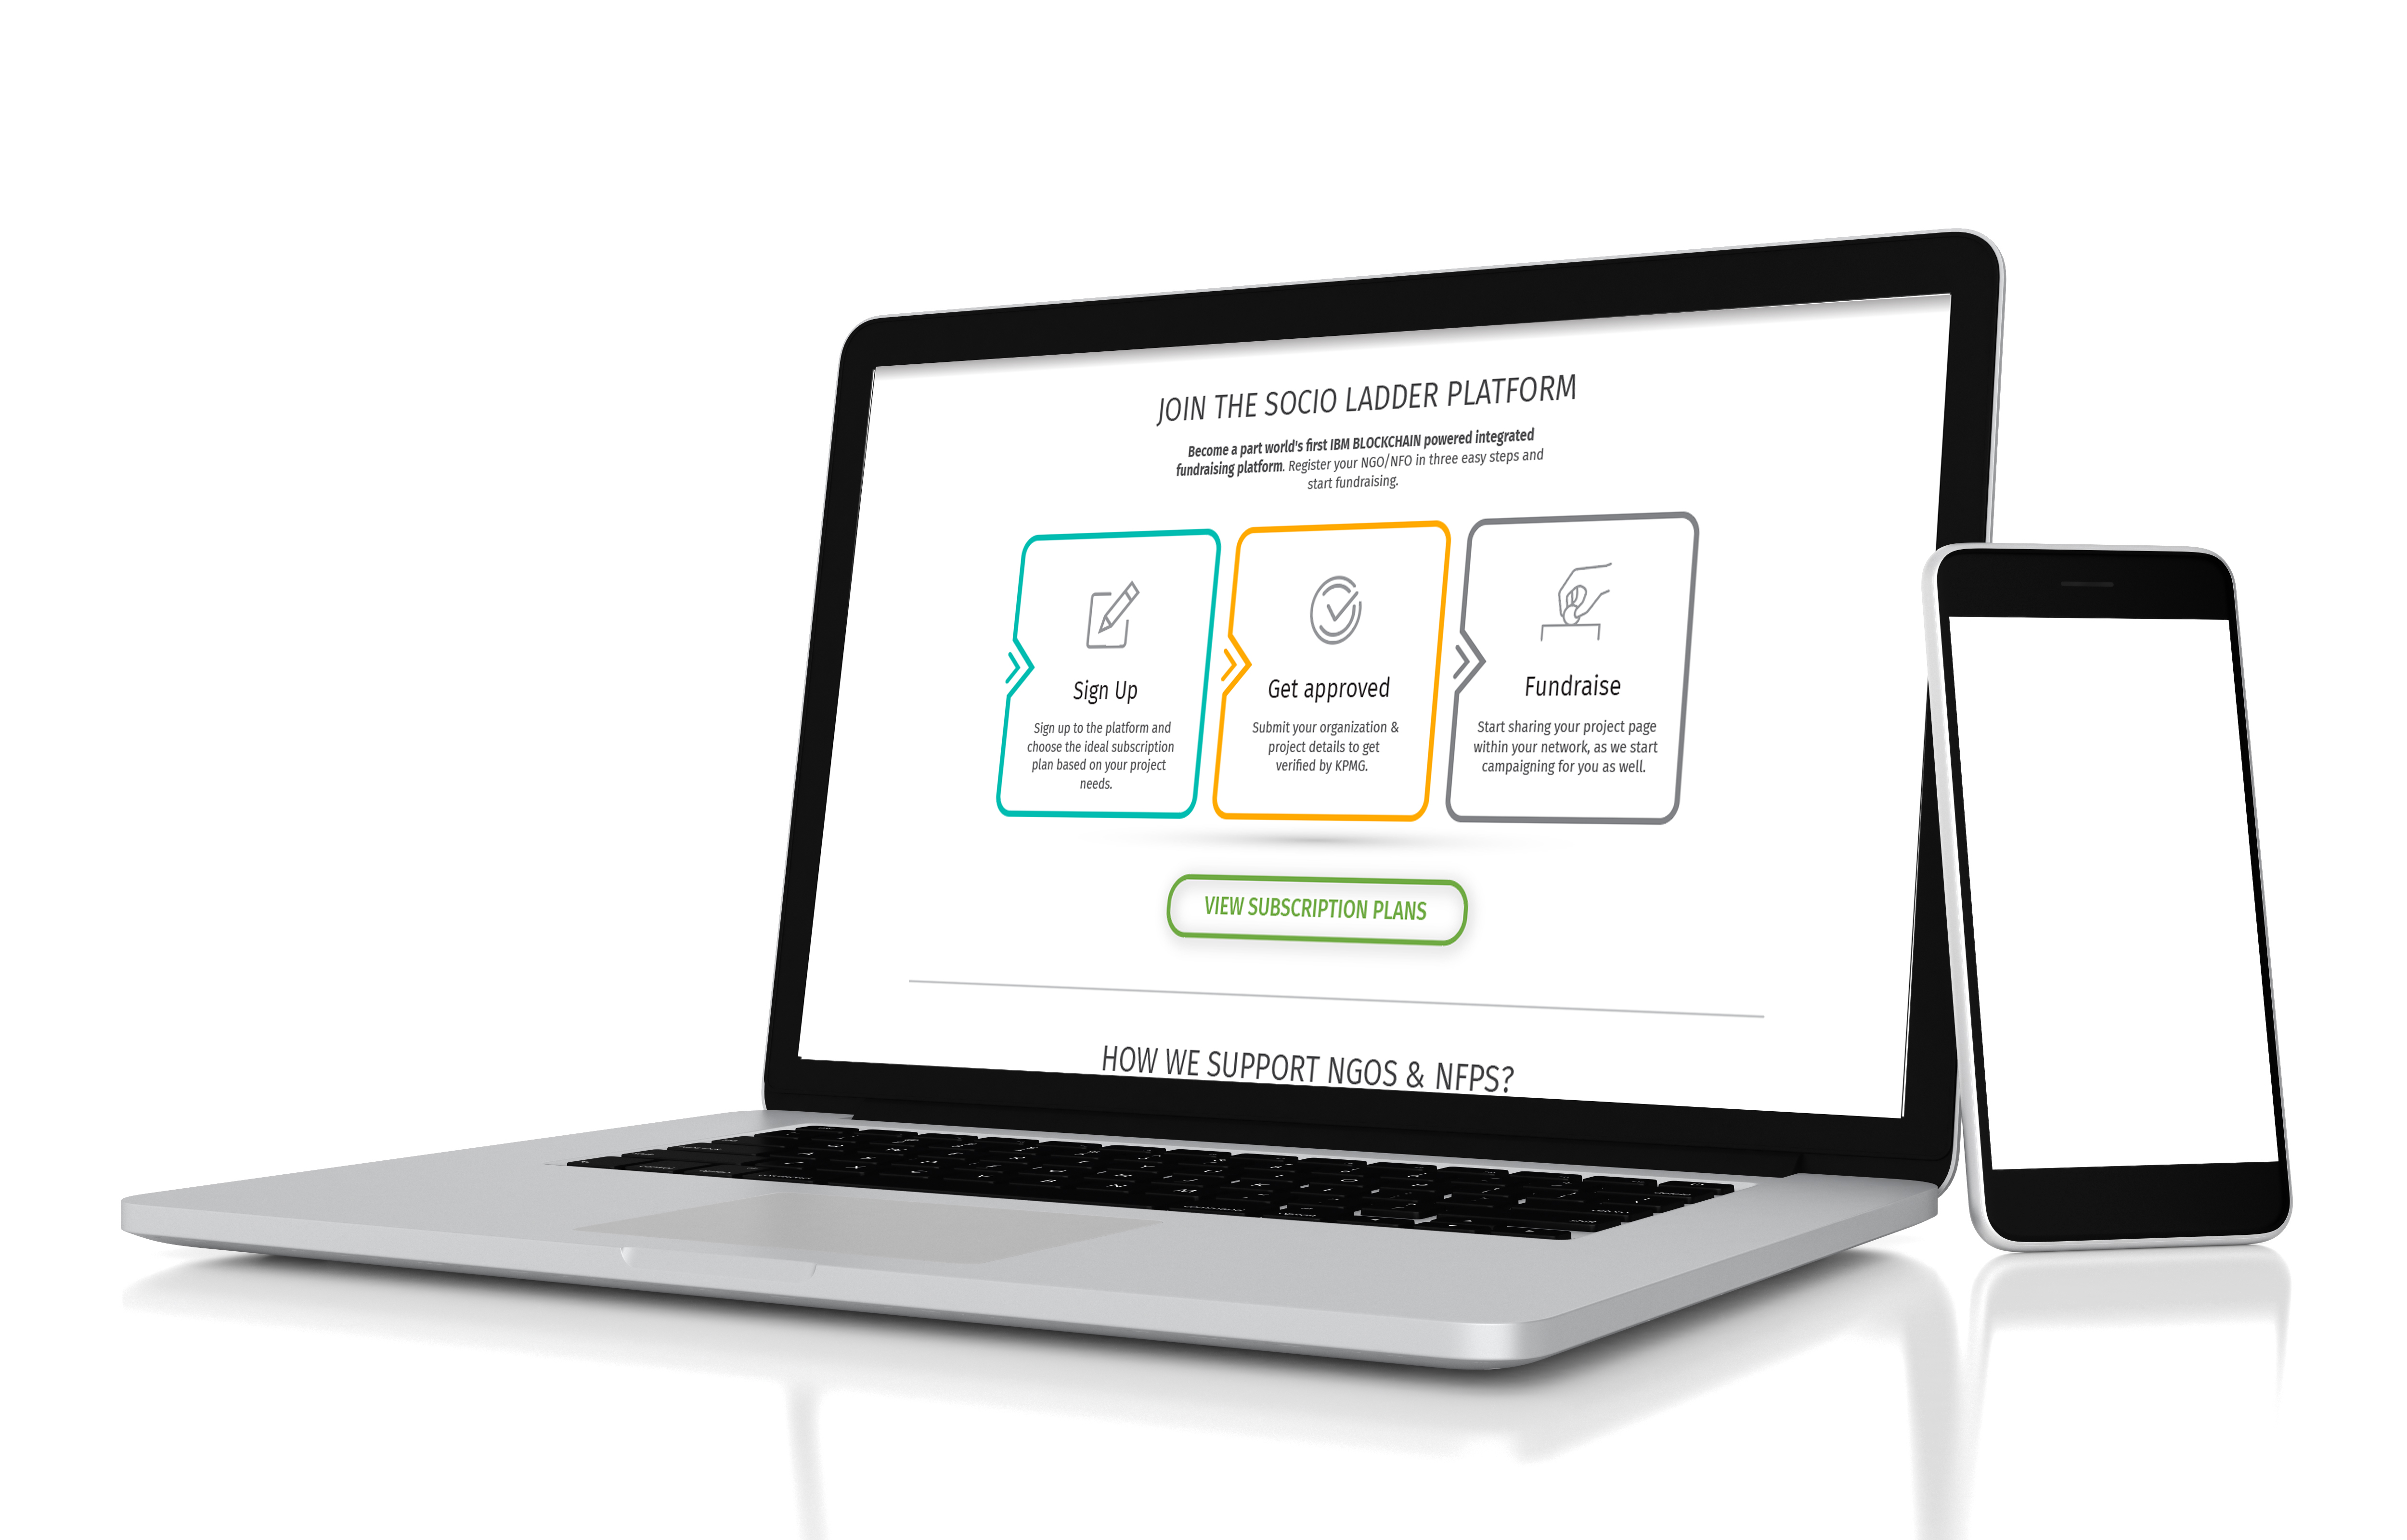 JOIN THE SOCIO LADDER PLATFORM
Become a part world's first IBM BLOCKCHAIN powered integrated
fundraising platform. Register your NGO/NFO in three easy steps and
start fundraising.
Sign Up
Sign up to the platform and
choose the ideal subscription
plan based on your project
needs.
Get approved
Submit your organization &
project details to get
verified by KPMG.
Fundraise
Start sharing your project page
within your network, as we start
campaigning for you as well.
VIEW SUBSCRIPTION PLANS
HOW WE SUPPORT NGOS & NFPS?